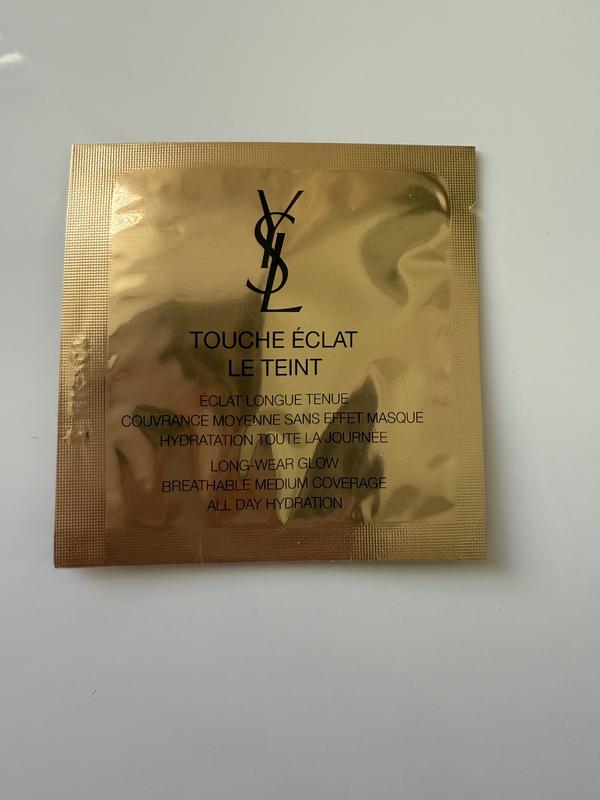 YSL
TOUCHE ÉCLAT
LE TEINT
ÉCLAT LONGUE TENUE
COUVRANCE MOYENNE SANS EFFET MASQUE
HYDRATATION TOUTE LA JOURNÉE
LONG-WEAR GLOW
BREATHABLE MEDIUM COVERAGE
ALL DAY HYDRATION